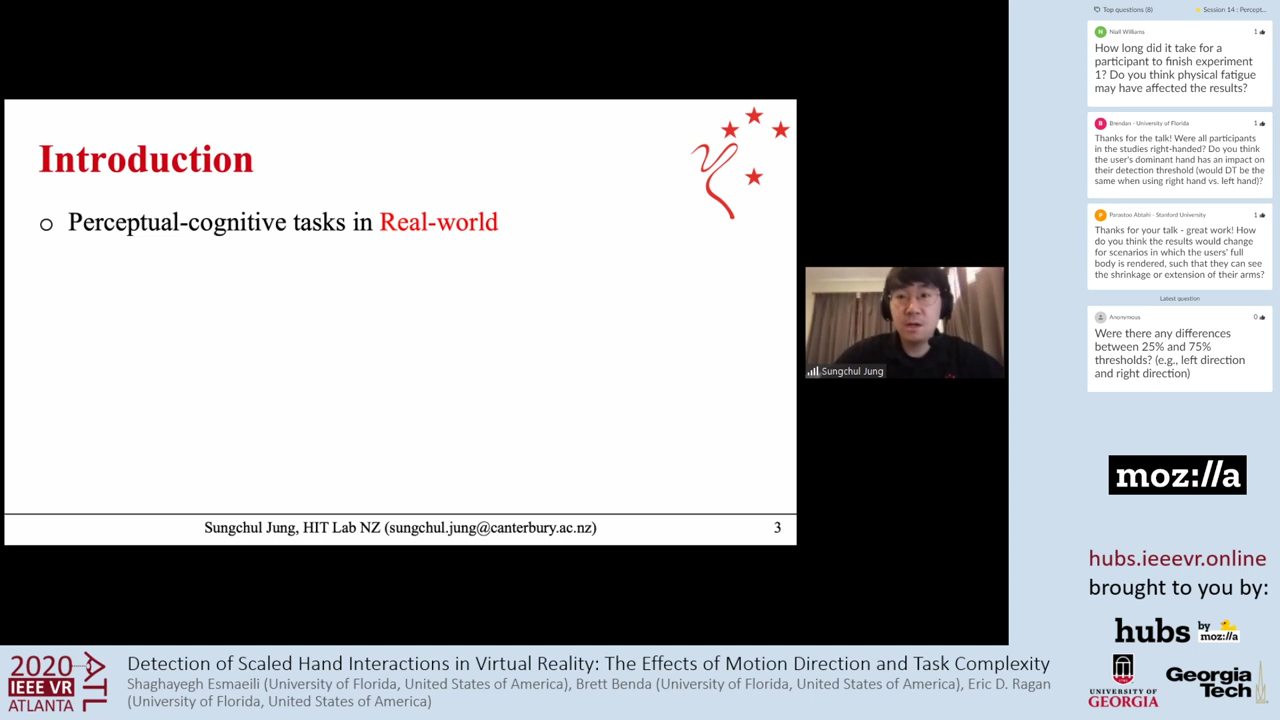 Introduction
Perceptual-cognitive tasks in Real-world
Sungchul Jung, HIT Lab NZ (sungchul.jung@canterbury.ac.nz)
3
Sungchul Jung
Top questions (8)
Session 14 : Percept...
N
Niall Williams
1
How long did it take for a
participant to finish experiment
1? Do you think physical fatigue
may have affected the results?
B
Brendan - University of Florida
1
Thanks for the talk! Were all participants
in the studies right-handed? Do you think
the user's dominant hand has an impact on
their detection threshold (would DT be the
same when using right hand vs. left hand)?
P
Parastoo Abtahi - Stanford University
1
Thanks for your talk - great work! How
do you think the results would change
for scenarios in which the users' full
body is rendered, such that they can see
the shrinkage or extension of their arms?
Latest question
Anonymous
0
Were there any differences
between 25% and 75%
thresholds? (e.g., left direction
and right direction)
moz://a
hubs.ieeevr.online
brought to you by:
hubs by moz://a
UNIVERSITY OF
GEORGIA
Georgia
Tech
2020
IEEE VR
ATLANTA
ATL
Detection of Scaled Hand Interactions in Virtual Reality: The Effects of Motion Direction and Task Complexity
Shaghayegh Esmaeili (University of Florida, United States of America), Brett Benda (University of Florida, United States of America), Eric D. Ragan
(University of Florida, United States of America)